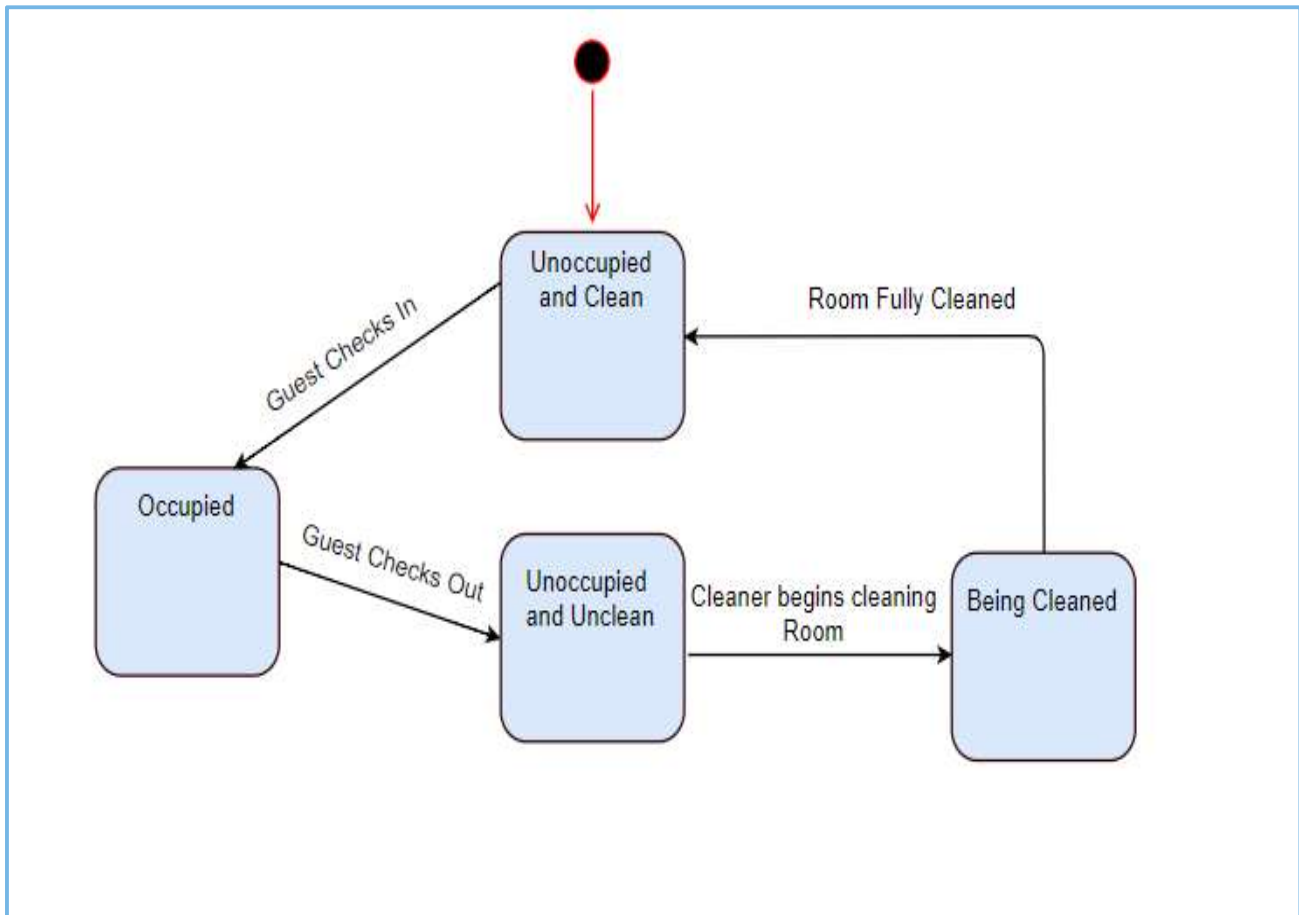 Unoccupied
and Clean
Room Fully Cleaned
Guest Checks In
Occupied
Guest Checks Out
Unoccupied
and Unclean
Cleaner begins cleaning
Room
Being Cleaned